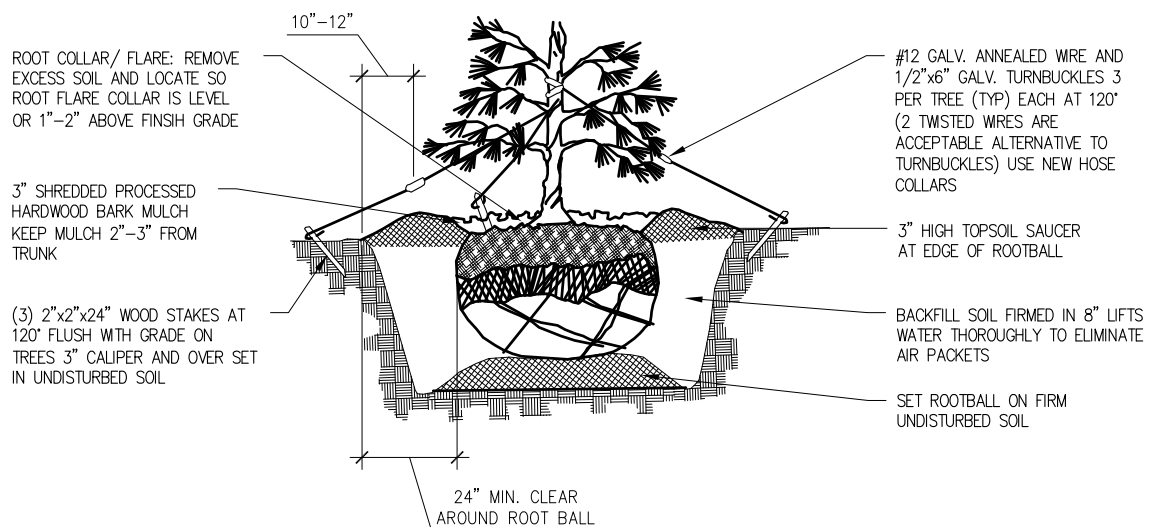 10"-12"
ROOT COLLAR/ FLARE: REMOVE
EXCESS SOIL AND LOCATE SO
ROOT FLARE COLLAR IS LEVEL
OR 1"-2" ABOVE FINSIH GRADE
3" SHREDDED PROCESSED
HARDWOOD BARK MULCH
KEEP MULCH 2"-3" FROM
TRUNK
(3) 2"x2"x24" WOOD STAKES AT
120° FLUSH WITH GRADE ON
TREES 3" CALIPER AND OVER SET
IN UNDISTURBED SOIL
#12 GALV. ANNEALED WIRE AND
1/2"x6" GALV. TURNBUCKLES 3
PER TREE (TYP) EACH AT 120°
(2 TWISTED WIRES ARE
ACCEPTABLE ALTERNATIVE TO
TURNBUCKLES) USE NEW HOSE
COLLARS
3" HIGH TOPSOIL SAUCER
AT EDGE OF ROOTBALL
BACKFILL SOIL FIRMED IN 8" LIFTS
WATER THOROUGHLY TO ELIMINATE
AIR PACKETS
SET ROOTBALL ON FIRM
UNDISTURBED SOIL
24" MIN. CLEAR
AROUND ROOT BALL